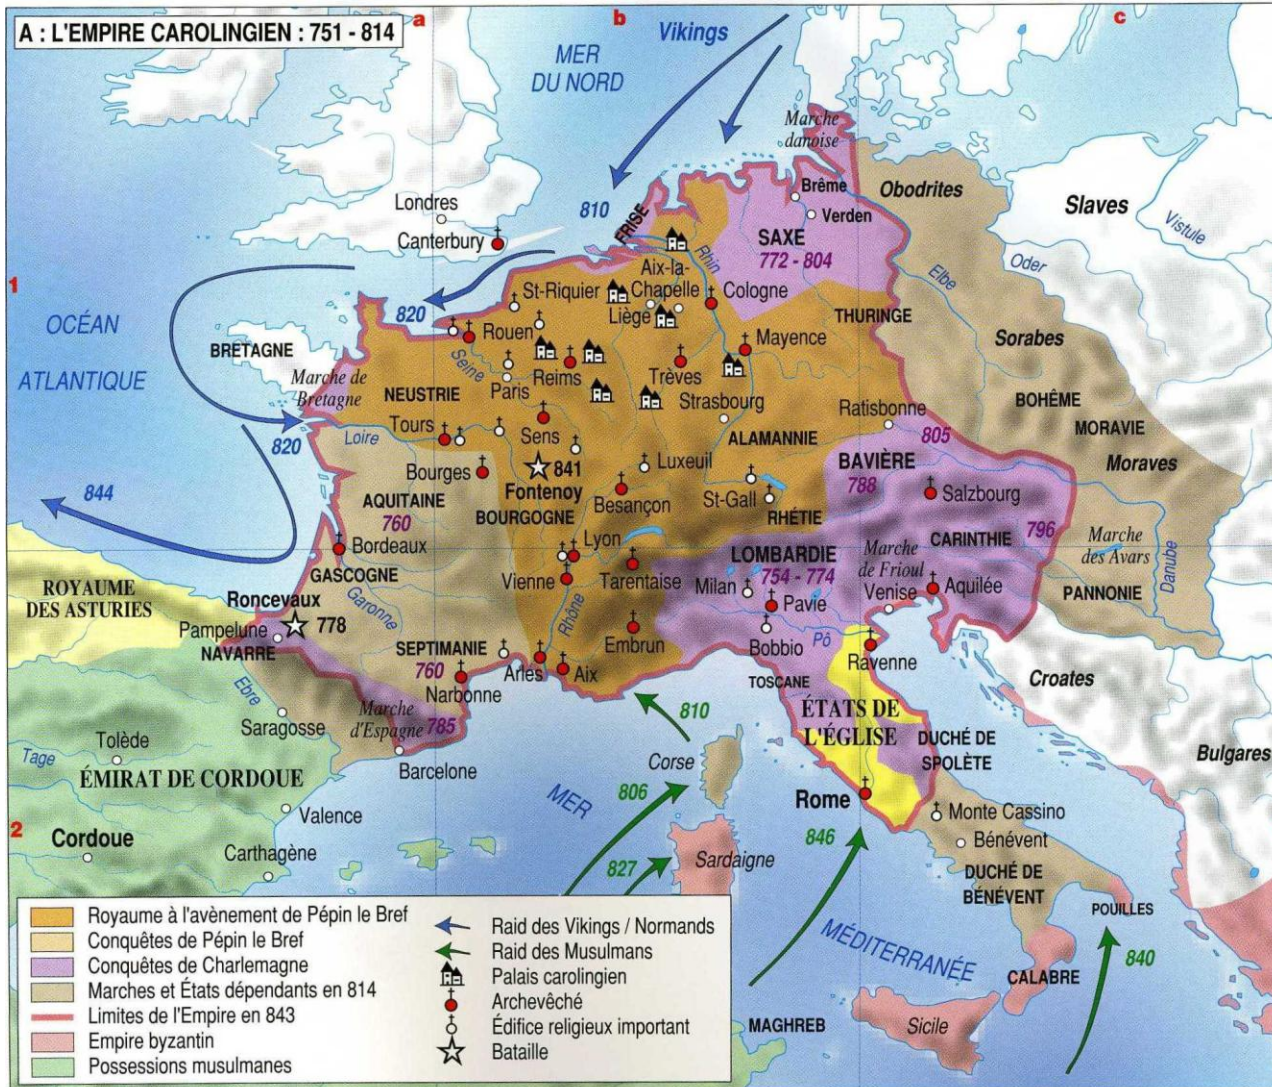 A : L'EMPIRE CAROLINGIEN : 751 - 814
a
b
c
Vikings
MER
DU NORD
Marche
danoise
Obodrites
Slaves
Vistule
Londres
Canterbury
810
FRISE
Brême
Verden
SAXE
772 - 804
Rhin
Elbe
Oder
1
OCÉAN
ATLANTIQUE
820
BRETAGNE
Marche de
Bretagne
St-Riquier
Aix-la-
Chapelle
Liège
Cologne
THURINGE
Sorabes
Rouen
Seine
Paris
Reims
Trèves
Mayence
NEUSTRIE
Strasbourg
Ratisbonne
BOHÊME
MORAVIE
Moraves
820
Loire
Tours
Sens
ALAMANNIE
805
BAVIÈRE
788
Bourges
841
Fontenoy
Luxeuil
Besançon
St-Gall
RHÉTIE
Salzbourg
844
AQUITAINE
760
BOURGOGNE
796
Bordeaux
GASCOGNE
Lyon
Vienne
Tarentaise
LOMBARDIE
754 - 774
CARINTHIE
Marche
de Frioul
Marche
des Avars
Danube
PANNONIE
ROYAUME
DES ASTURIES
Roncevaux
778
Garonne
Rhône
Milan
Pavie
Venise
Aquilée
Pampelune
NAVARRE
SEPTIMANIE
760
Embrun
Bobbio
Pô
Ravenne
Croates
Ebre
Narbonne
Arles
Aix
TOSCANE
Saragosse
Marche
d'Espagne
785
810
ÉTATS DE
L'ÉGLISE
DUCHÉ DE
SPOLÈTE
Bulgares
Tage
Tolède
Barcelone
Corse
ÉMIRAT DE CORDOUE
MER
806
Rome
Valence
Monte Cassino
2
Cordoue
Carthagène
827
Sardaigne
846
Bénévent
DUCHÉ DE
BÉNÉVENT
POUILLES
MÉDITERRANÉE
840
CALABRE
MAGHREB
Sicile
Royaume à l'avènement de Pépin le Bref
Conquêtes de Pépin le Bref
Conquêtes de Charlemagne
Marches et États dépendants en 814
Limites de l'Empire en 843
Empire byzantin
Possessions musulmanes
Raid des Vikings / Normands
Raid des Musulmans
Palais carolingien
Archevêché
Édifice religieux important
Bataille